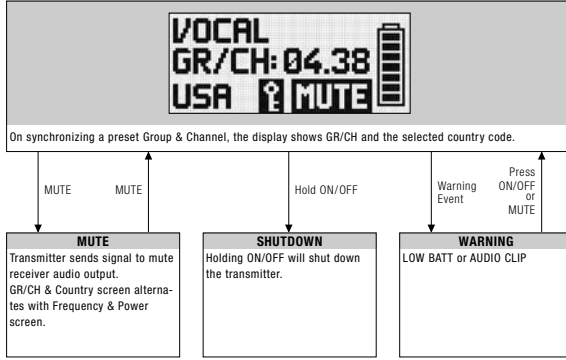 VOCAL
GR/CH:04.38
USA MUTE
On synchronizing a preset Group & Channel, the display shows GR/CH and the selected country code.
MUTE
MUTE
Hold ON/OFF
Warning
Event
Press
ON/OFF
or
MUTE
MUTE
Transmitter sends signal to mute
receiver audio output.
GR/CH & Country screen alterna-
tes with Frequency & Power
screen.
SHUTDOWN
Holding ON/OFF will shut down
the transmitter.
WARNING
LOW BATT or AUDIO CLIP